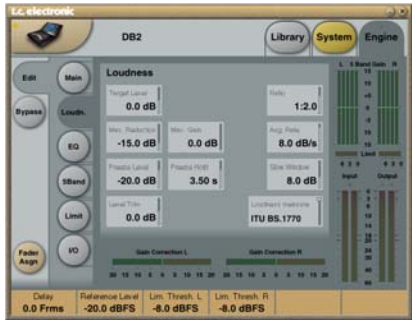 t.c. electronic
DB2
Library
System
Engine
Edit
Bypass
Fader
Asgn
Main
Loudn.
EQ
5Band
Limit
I/O
Loudness
Target Level
0.0 dB
Ratio
1:2.0
Max. Reduction
-15.0 dB
Max. Gain
0.0 dB
Avg. Rate
8.0 dB/s
Freeze Level
-20.0 dB
Freeze Hold
3.50 s
Slow Window
8.0 dB
Level Trim
0.0 dB
ITU BS.1770
Gain Correction L
Gain Correction R
L 5 Band Gain R
Limit
Input
Output
Delay
0.0 Frms
Reference Level
-20.0 dBFS
Lim. Thresh. L
-8.0 dBFS
Lim. Thresh. R
-8.0 dBFS